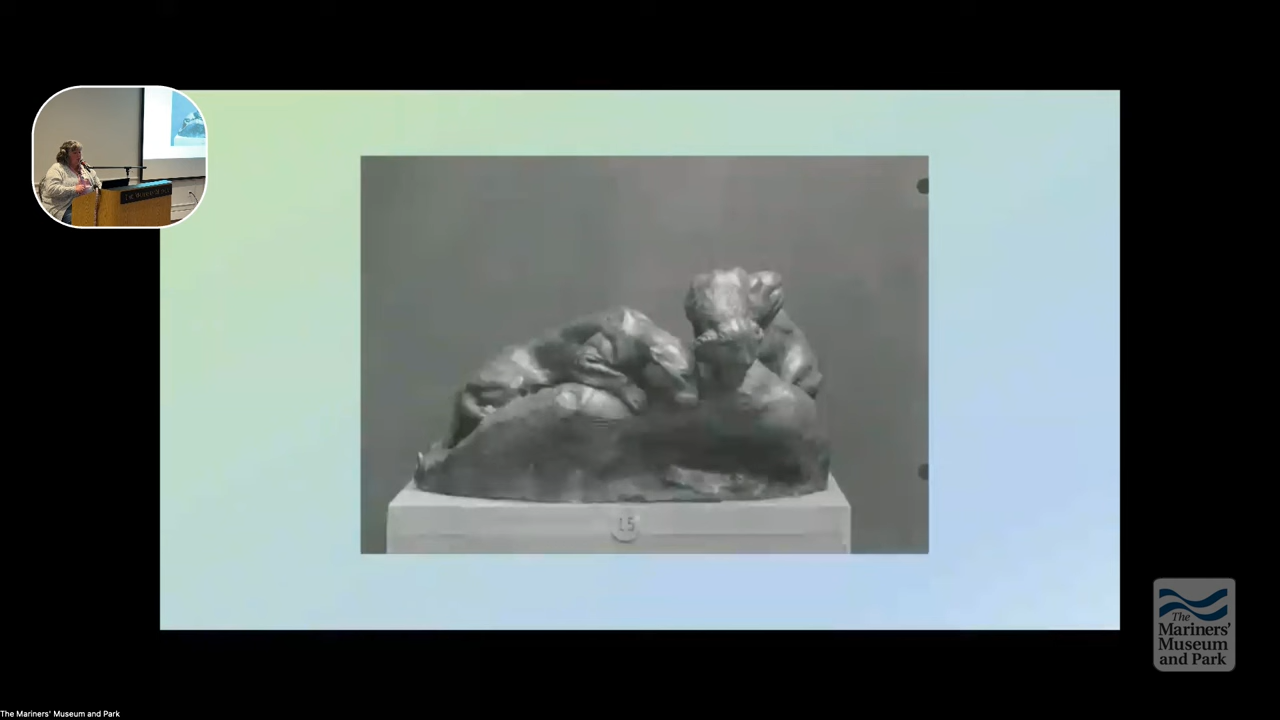 15
The
Mariners'
Museum
and Park
The Mariners' Museum and Park